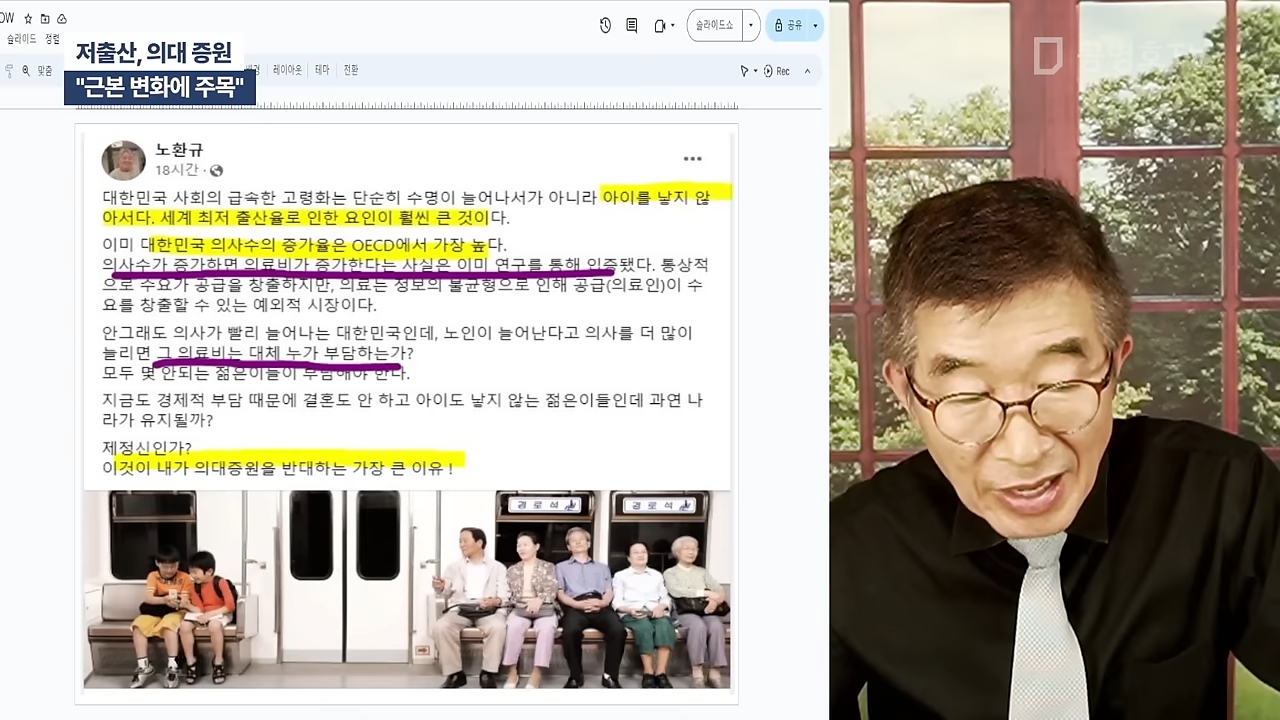 OW
슬라이드 정렬
저출산, 의대 증원
"근본 변화에 주목"
맞춤
레이아웃 테마 전환
슬라이드쇼
공유
Rec
노환규
18시간
대한민국 사회의 급속한 고령화는 단순히 수명이 늘어나서가 아니라 아이를 낳지 않
아서다. 세계 최저 출산율로 인한 요인이 훨씬 큰 것이다.
이미 대한민국 의사수의 증가율은 OECD에서 가장 높다.
의사수가 증가하면 의료비가 증가한다는 사실은 이미 연구를 통해 입증됐다. 통상적
으로 수요가 공급을 창출하지만, 의료는 정보의 불균형으로 인해 공급(의료인)이 수
요를 창출할 수 있는 예외적 시장이다.
안그래도 의사가 빨리 늘어나는 대한민국인데, 노인이 늘어난다고 의사를 더 많이
늘리면 그 의료비는 대체 누가 부담하는가?
모두 몇 안되는 젊은이들이 부담해야 한다.
지금도 경제적 부담 때문에 결혼도 안 하고 아이도 낳지 않는 젊은이들인데 과연 나
라가 유지될까?
제정신인가?
이것이 내가 의대증원을 반대하는 가장 큰 이유 !
경 로 석
경 로 석